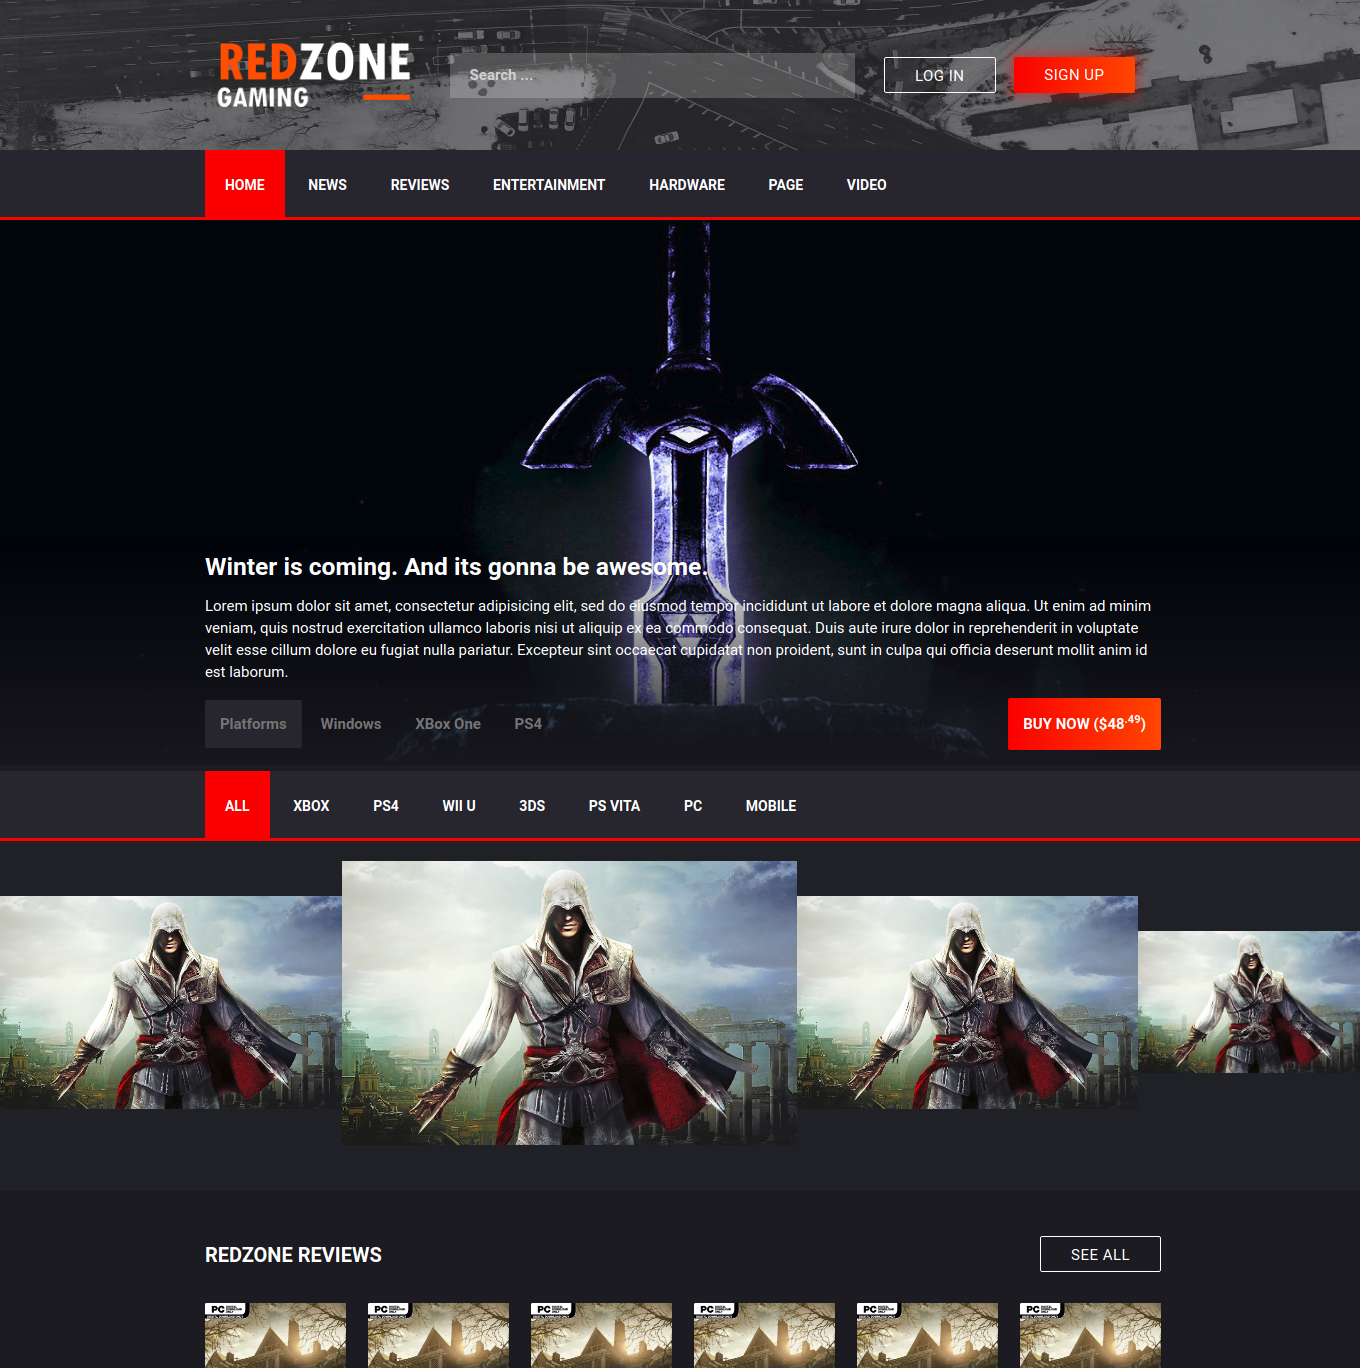 REDZONE
GAMING
Search ...
LOG IN
SIGN UP
HOME
NEWS
REVIEWS
ENTERTAINMENT
HARDWARE
PAGE
VIDEO
Winter is coming. And its gonna be awesome.
Lorem ipsum dolor sit amet, consectetur adipisicing elit, sed do eiusmod tempor incididunt ut labore et dolore magna aliqua. Ut enim ad minim
veniam, quis nostrud exercitation ullamco laboris nisi ut aliquip ex ea commodo consequat. Duis aute irure dolor in reprehenderit in voluptate
velit esse cillum dolore eu fugiat nulla pariatur. Excepteur sint occaecat cupidatat non proident, sunt in culpa qui officia deserunt mollit anim id
est laborum.
Platforms
Windows
XBox One
PS4
BUY NOW ($48.49)
ALL
XBOX
PS4
WII U
3DS
PS VITA
PC
MOBILE
REDZONE REVIEWS
SEE ALL
PC
PC
PC
PC
PC
PC